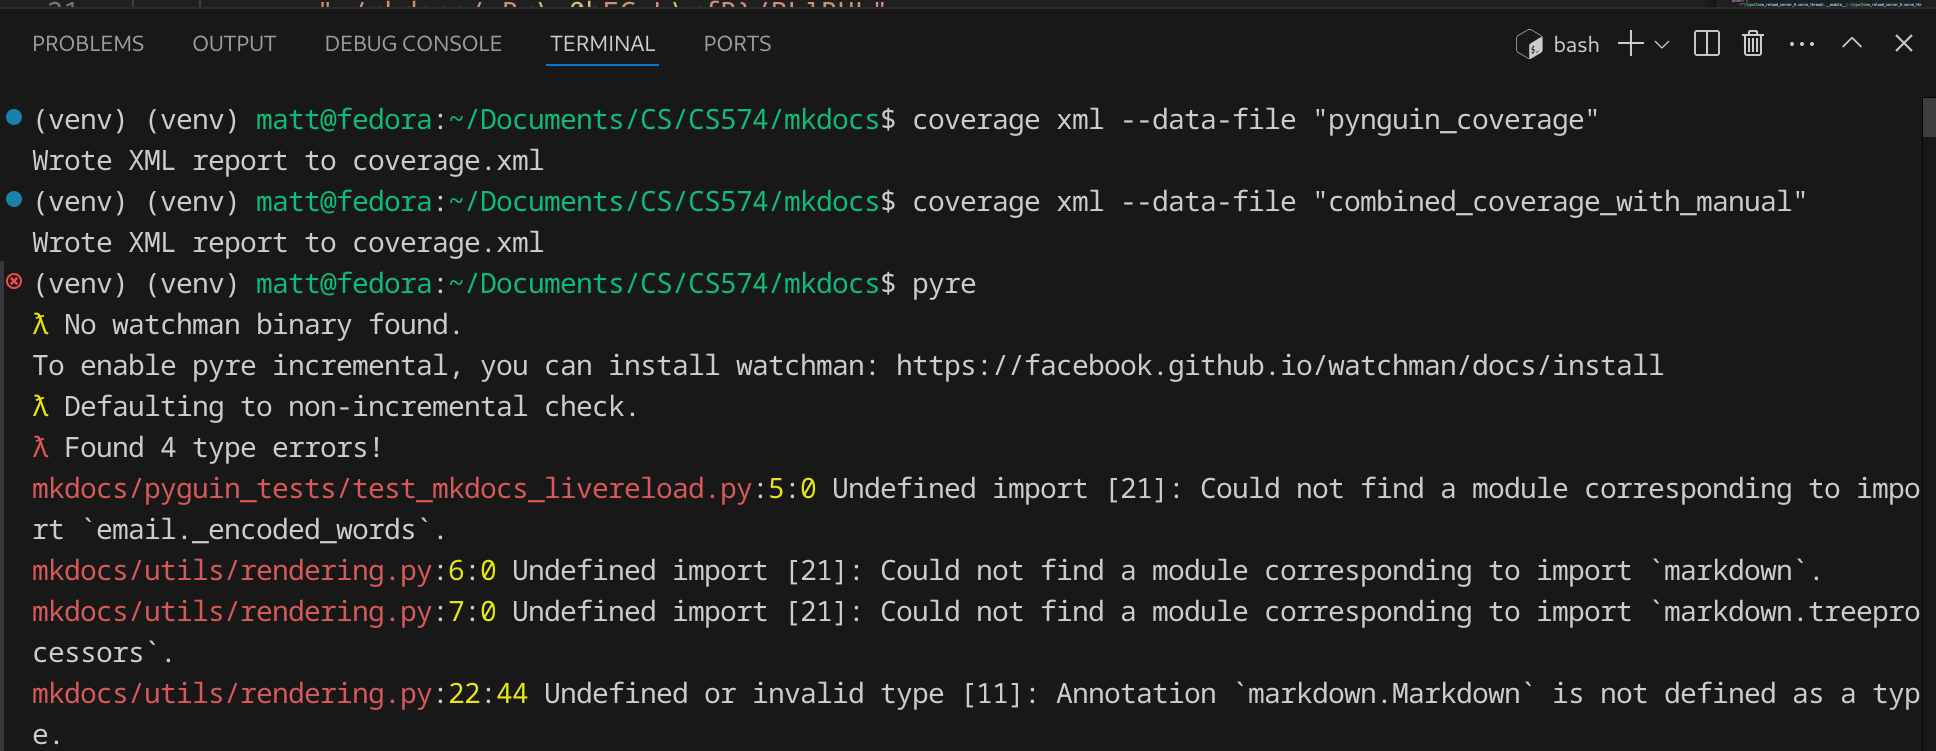 PROBLEMS OUTPUT DEBUG CONSOLE TERMINAL PORTS bash
(venv) (venv) matt@fedora:~/Documents/CS/CS574/mkdocs$ coverage xml --data-file "pynguin_coverage"
Wrote XML report to coverage.xml
(venv) (venv) matt@fedora:~/Documents/CS/CS574/mkdocs$ coverage xml --data-file "combined_coverage_with_manual"
Wrote XML report to coverage.xml
(venv) (venv) matt@fedora:~/Documents/CS/CS574/mkdocs$ pyre
ƛ No watchman binary found.
To enable pyre incremental, you can install watchman: https://facebook.github.io/watchman/docs/install
ƛ Defaulting to non-incremental check.
ƛ Found 4 type errors!
mkdocs/pyguin_tests/test_mkdocs_livereload.py:5:0 Undefined import [21]: Could not find a module corresponding to impo
rt `email._encoded_words`.
mkdocs/utils/rendering.py:6:0 Undefined import [21]: Could not find a module corresponding to import `markdown`.
mkdocs/utils/rendering.py:7:0 Undefined import [21]: Could not find a module corresponding to import `markdown.treepro
cessors`.
mkdocs/utils/rendering.py:22:44 Undefined or invalid type [11]: Annotation `markdown.Markdown` is not defined as a typ
e.